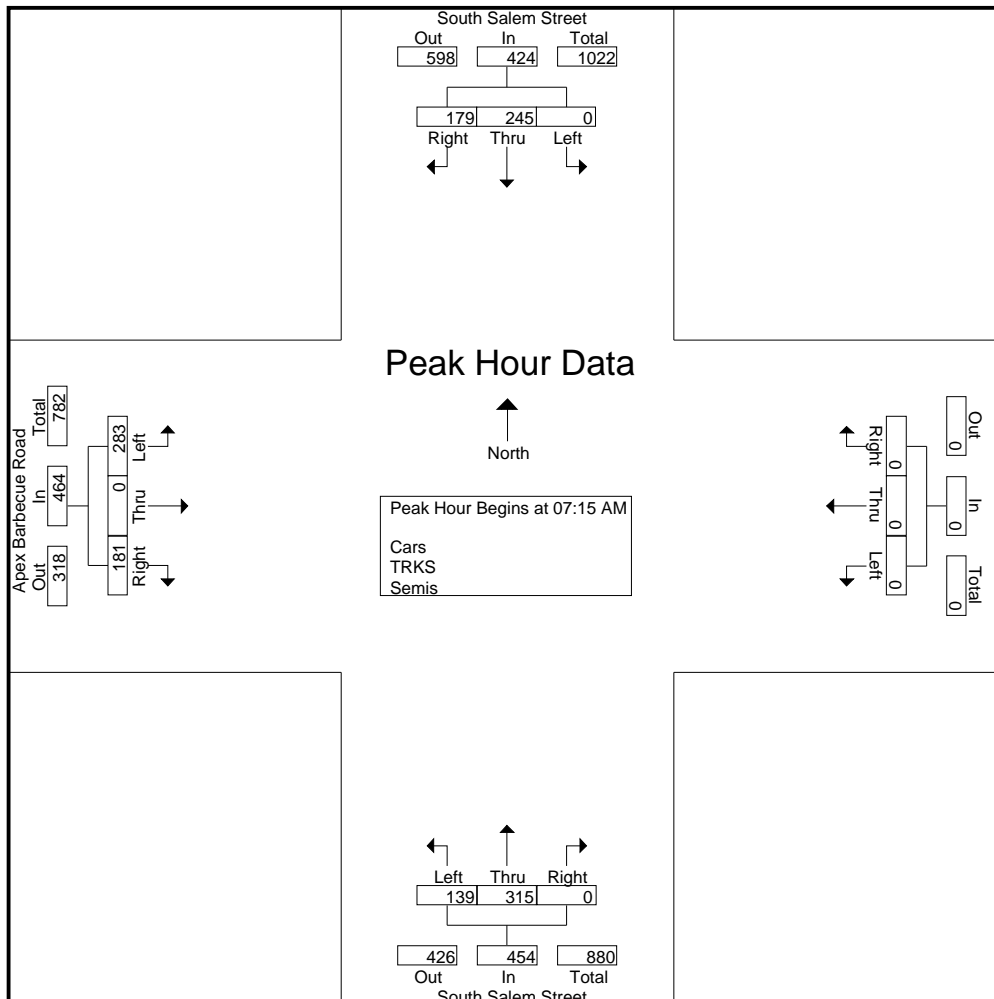 South Salem Street
Out In Total
598 424 1022
179 245 0
Right Thru Left
Peak Hour Data
North
Peak Hour Begins at 07:15 AM
Cars
TRKS
Semis
Apex Barbecue Road
Out In Total
318 464 782
181 0 283
Right Thru Left
Out In Total
0 0 0
0 0 0
Right Thru Left
Left Thru Right
139 315 0
426 454 880
Out In Total
South Salem Street